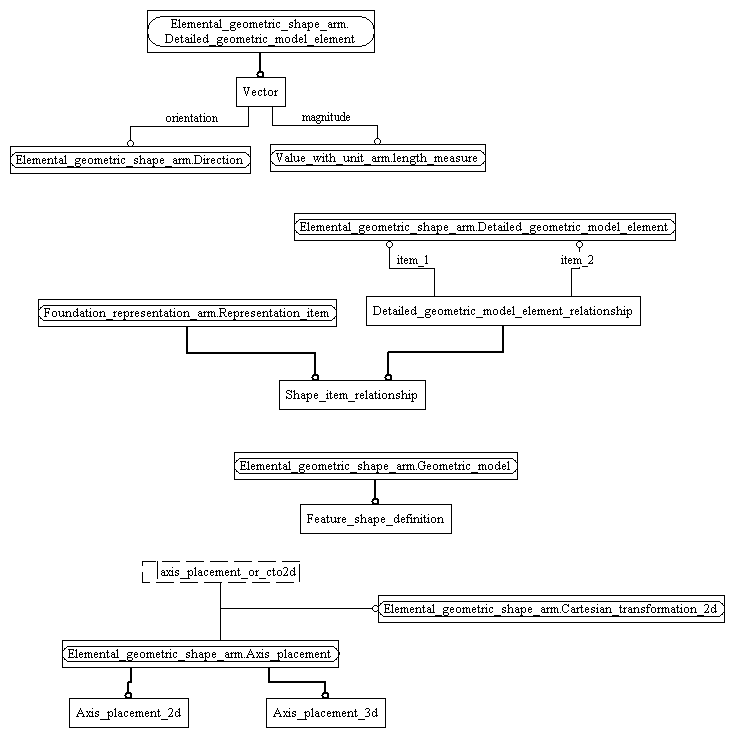 Elemental_geometric_shape_arm.
Detailed_geometric_model_element
Vector
orientation
magnitude
Elemental_geometric_shape_arm.Direction
Value_with_unit_arm.length_measure
Elemental_geometric_shape_arm.Detailed_geometric_model_element
item_1
item_2
Foundation_representation_arm.Representation_item
Detailed_geometric_model_element_relationship
Shape_item_relationship
Elemental_geometric_shape_arm.Geometric_model
Feature_shape_definition
axis_placement_or_cto2d
Elemental_geometric_shape_arm.Cartesian_transformation_2d
Elemental_geometric_shape_arm.Axis_placement
Axis_placement_2d
Axis_placement_3d